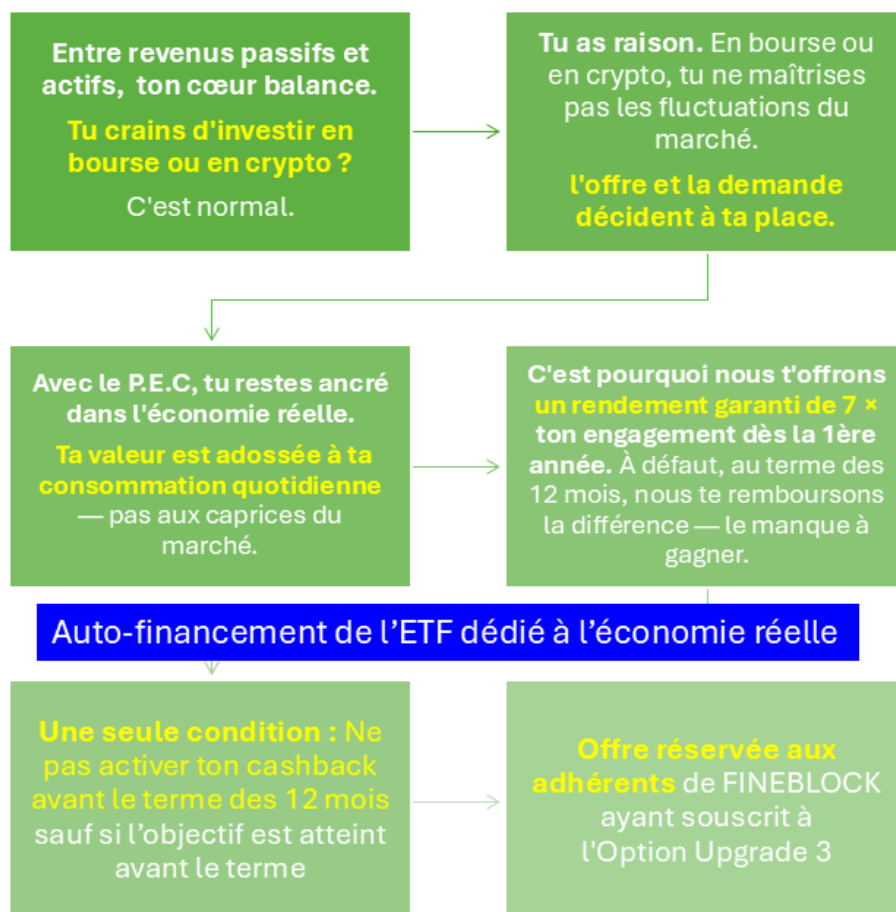 Entre revenus passifs et
actifs, ton cœur balance.
Tu crains d'investir en
bourse ou en crypto ?
C'est normal.
Tu as raison. En bourse ou
en crypto, tu ne maîtrises
pas les fluctuations du
marché.
l'offre et la demande
décident à ta place.
Avec le P.E.C, tu restes ancré
dans l'économie réelle.
Ta valeur est adossée à ta
consommation quotidienne
— pas aux caprices du
marché.
C'est pourquoi nous t'offrons
un rendement garanti de 7 ×
ton engagement dès la 1ère
année. À défaut, au terme des
12 mois, nous te remboursons
la différence — le manque à
gagner.
Auto-financement de l’ETF dédié à l’économie réelle
Une seule condition : Ne
pas activer ton cashback
avant le terme des 12 mois
sauf si l’objectif est atteint
avant le terme
Offre réservée aux
adhérents de FINEBLOCK
ayant souscrit à
l'Option Upgrade 3